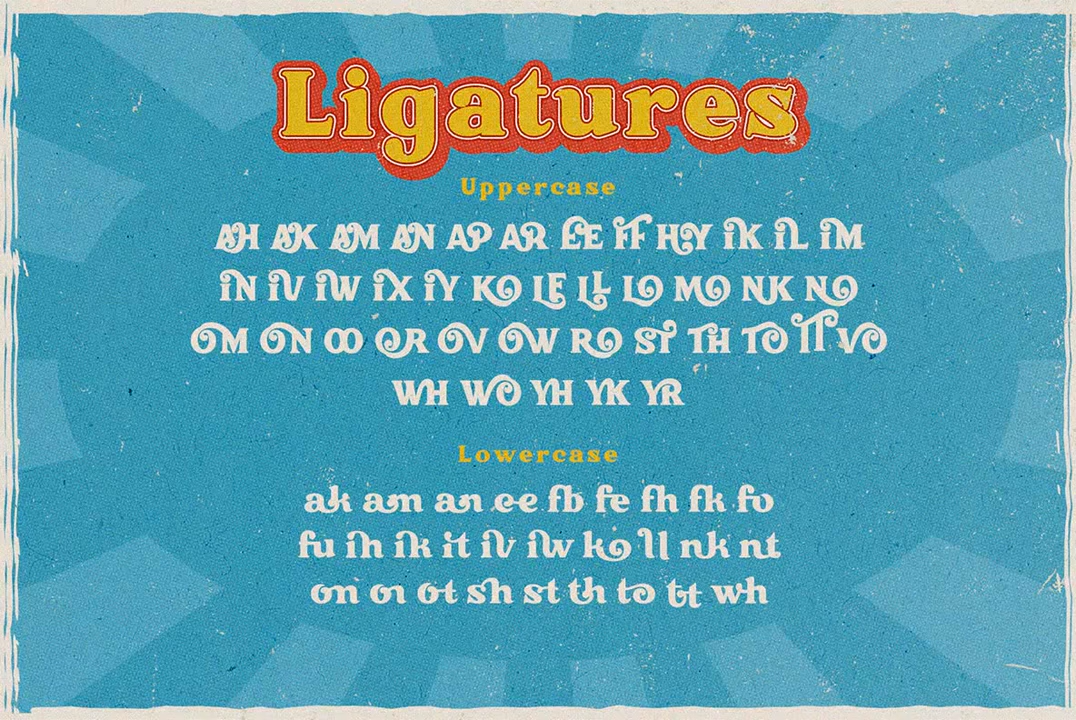 Ligatures
Uppercase
AH AK AM AN AP AR EE FF HY iK iL iM
iN iV iW iX iY KO LE LL LO MO NK NO
OM ON OO OR OV OW RO ST TH TO TT VO
WH WO YH YK YR
Lowercase
ak am an ee fb fe fh fk fo
fu ih ik it iv iw ko ll nk nt
on or ot sh st th to tt wh